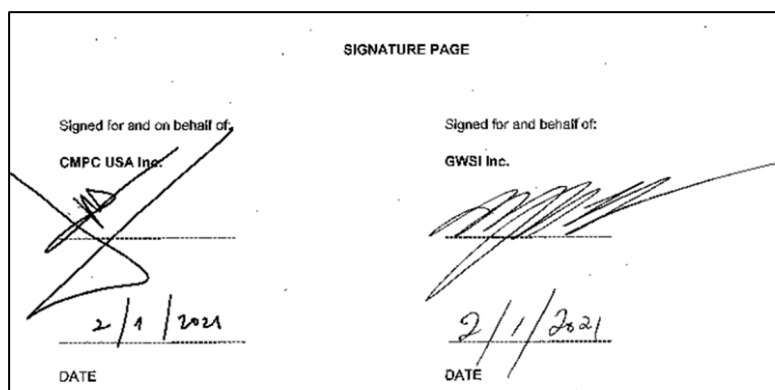 SIGNATURE PAGE
Signed for and on behalf of:
CMPC USA Inc.
2/1/2021
DATE
Signed for and behalf of:
GWSI Inc.
2/1/2021
DATE